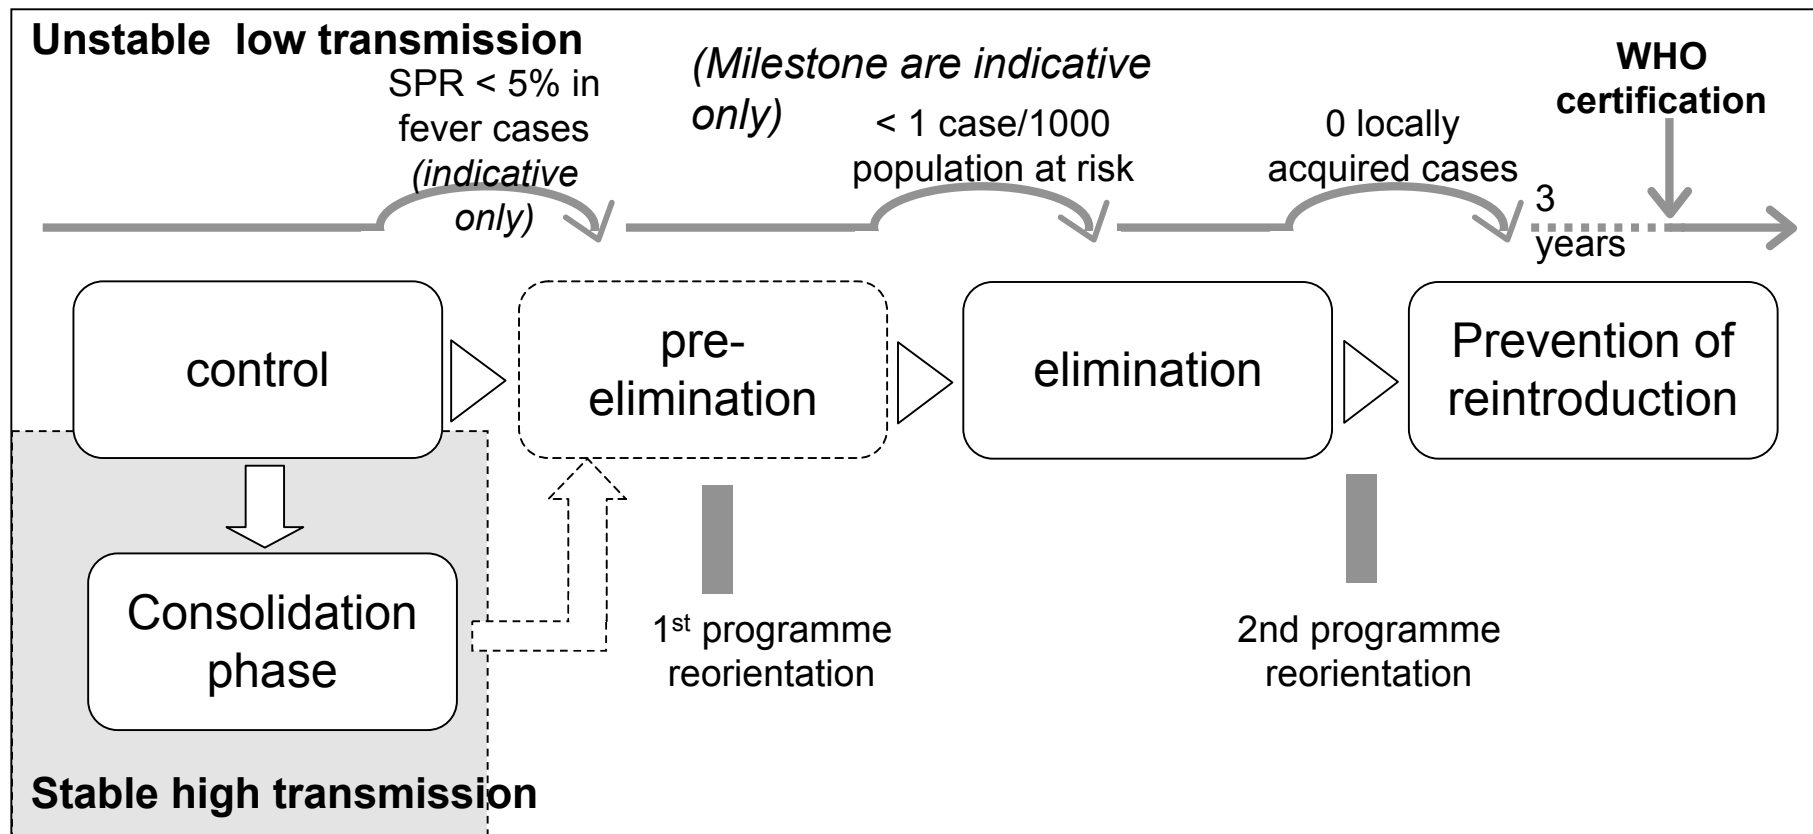 Unstable low transmission
SPR < 5% in
fever cases
(indicative
only)
(Milestone are indicative
only)
< 1 case/1000
population at risk
0 locally
acquired cases
WHO
certification
3
years
control
pre-
elimination
elimination
Prevention of
reintroduction
Consolidation
phase
1st programme
reorientation
2nd programme
reorientation
Stable high transmission